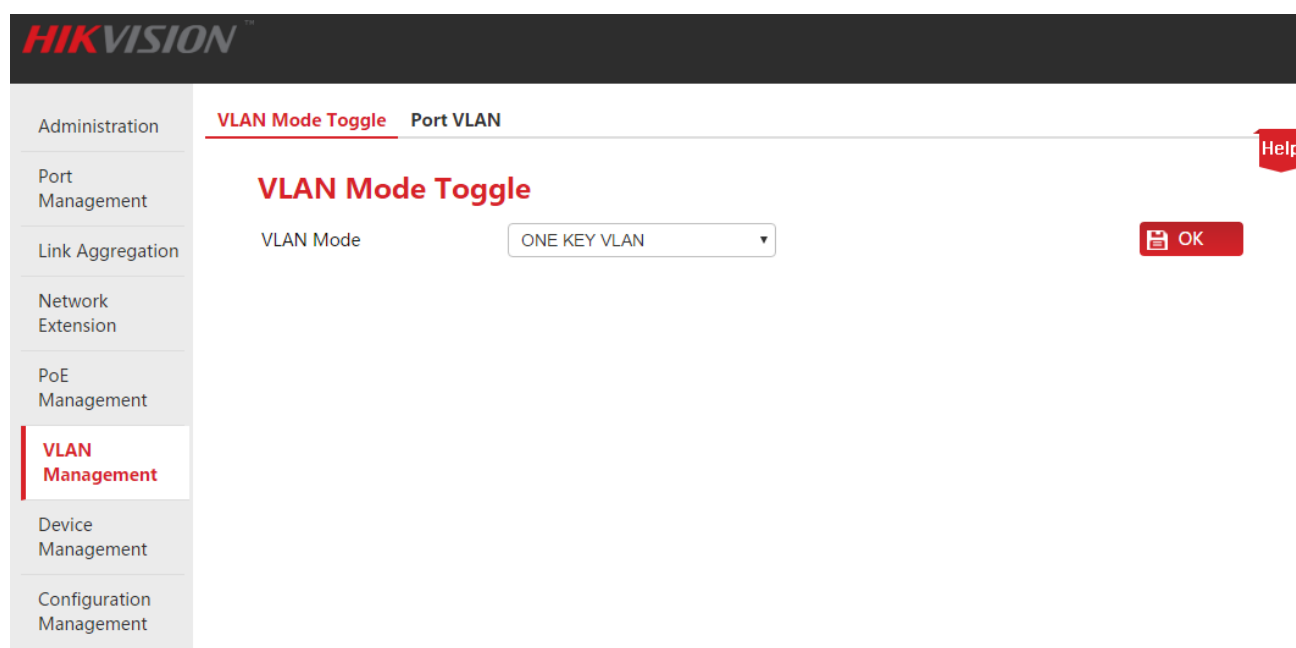 HIKVISION™
Administration
Port
Management
Link Aggregation
Network
Extension
PoE
Management
VLAN
Management
Device
Management
Configuration
Management
VLAN Mode Toggle Port VLAN
Help
VLAN Mode Toggle
VLAN Mode ONE KEY VLAN OK